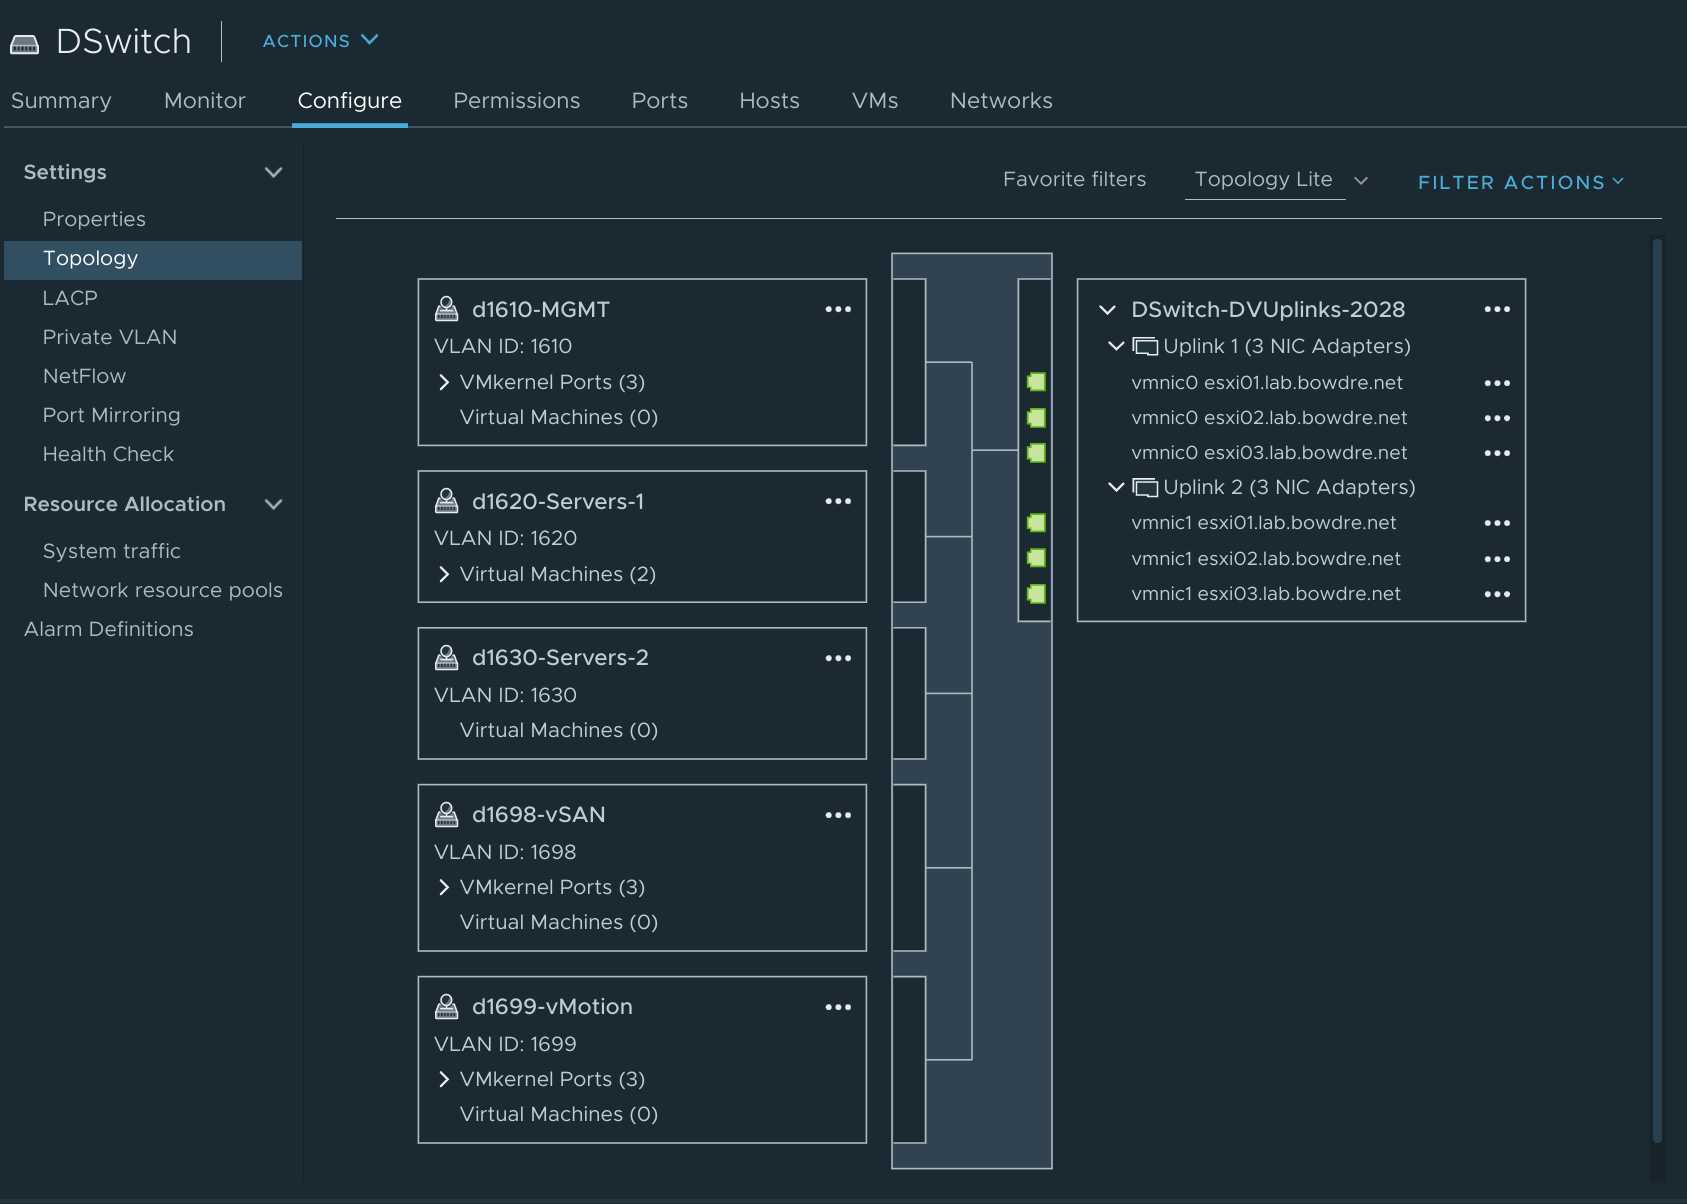 DSwitch
ACTIONS
Summary Monitor Configure Permissions Ports Hosts VMs Networks
Settings
Properties
Topology
LACP
Private VLAN
NetFlow
Port Mirroring
Health Check
Resource Allocation
System traffic
Network resource pools
Alarm Definitions
Favorite filters Topology Lite FILTER ACTIONS
d1610-MGMT
VLAN ID: 1610
VMkernel Ports (3)
Virtual Machines (0)
d1620-Servers-1
VLAN ID: 1620
Virtual Machines (2)
d1630-Servers-2
VLAN ID: 1630
Virtual Machines (0)
d1698-vSAN
VLAN ID: 1698
VMkernel Ports (3)
Virtual Machines (0)
d1699-vMotion
VLAN ID: 1699
VMkernel Ports (3)
Virtual Machines (0)
DSwitch-DVUplinks-2028
Uplink 1 (3 NIC Adapters)
vmnic0 esxi01.lab.bowdre.net
vmnic0 esxi02.lab.bowdre.net
vmnic0 esxi03.lab.bowdre.net
Uplink 2 (3 NIC Adapters)
vmnic1 esxi01.lab.bowdre.net
vmnic1 esxi02.lab.bowdre.net
vmnic1 esxi03.lab.bowdre.net